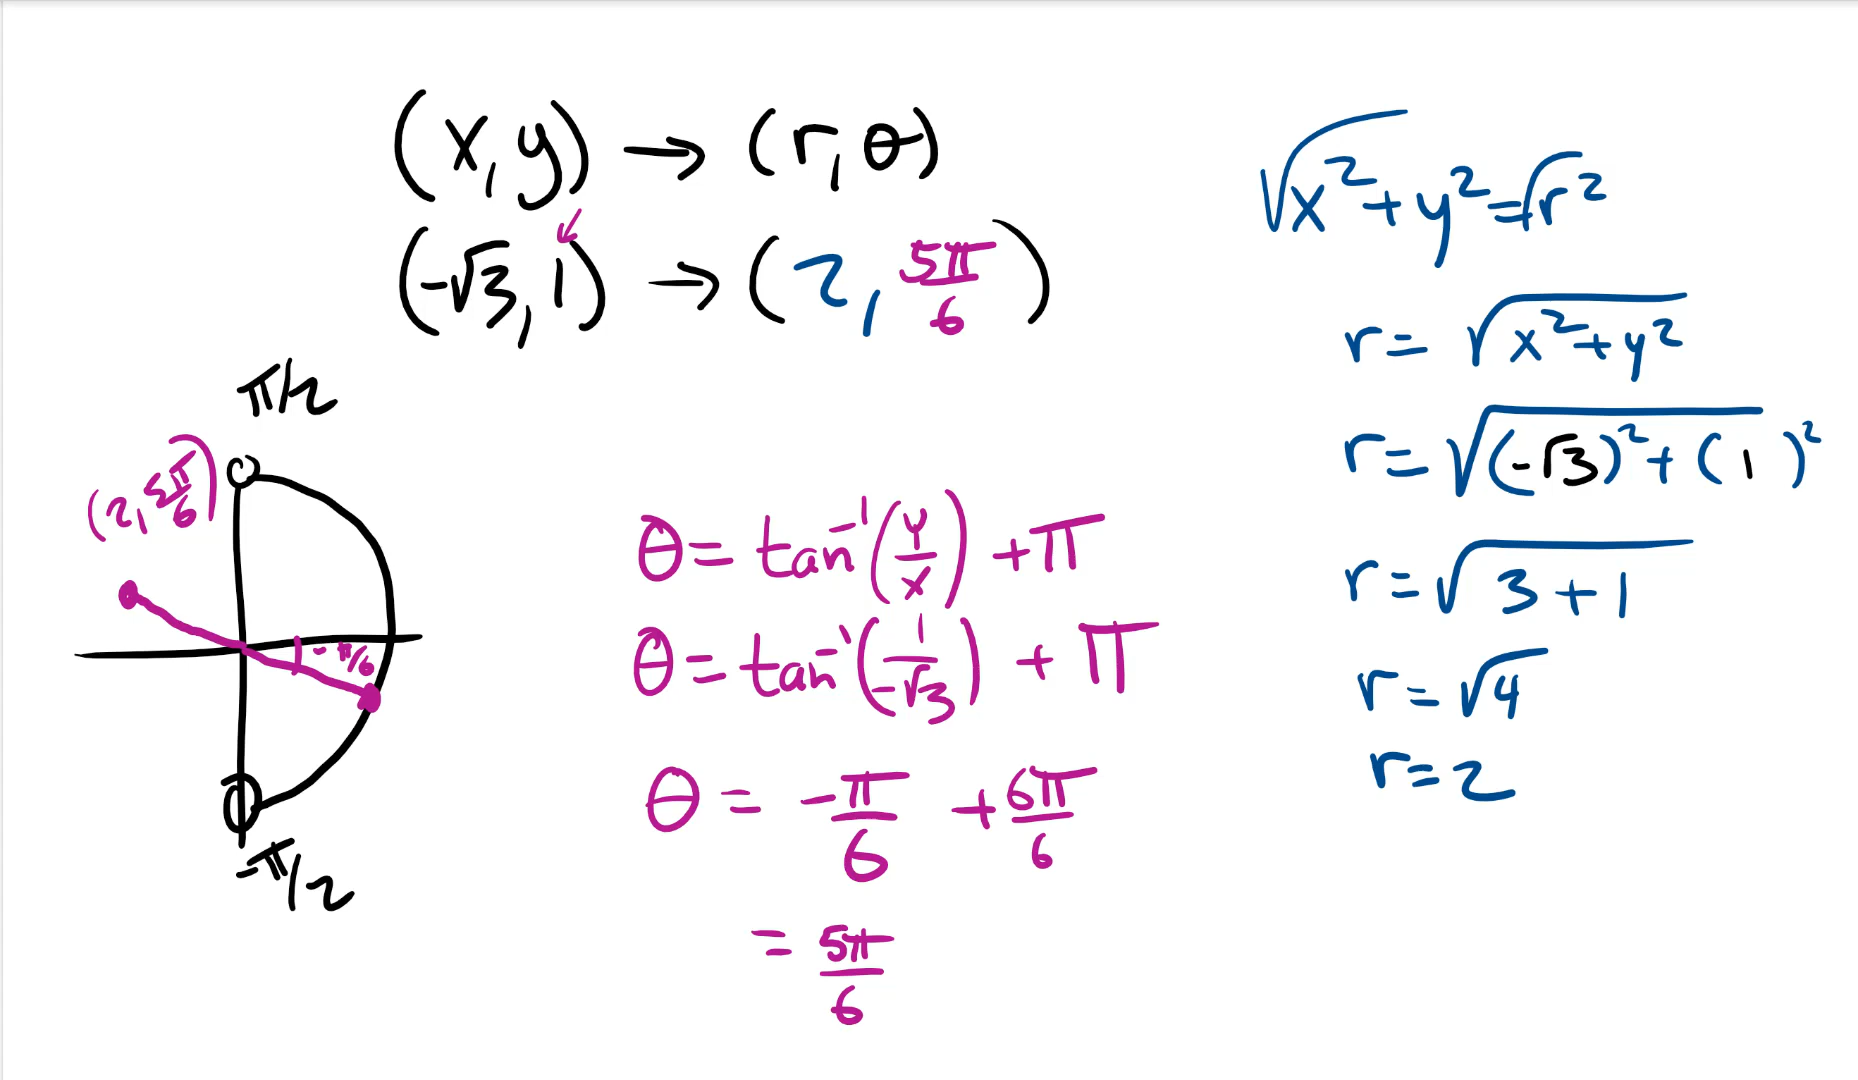 (x, y) → (r, θ)
(-√3, 1) → (2, 5π/6)
π/2
(2, 5π/6)
-π/6
-π/2
θ = tan⁻¹(y/x) + π
θ = tan⁻¹(1/-√3) + π
θ = -π/6 + 6π/6
= 5π/6
√x² + y² = √r²
r = √x² + y²
r = √(-√3)² + (1)²
r = √3 + 1
r = √4
r = 2